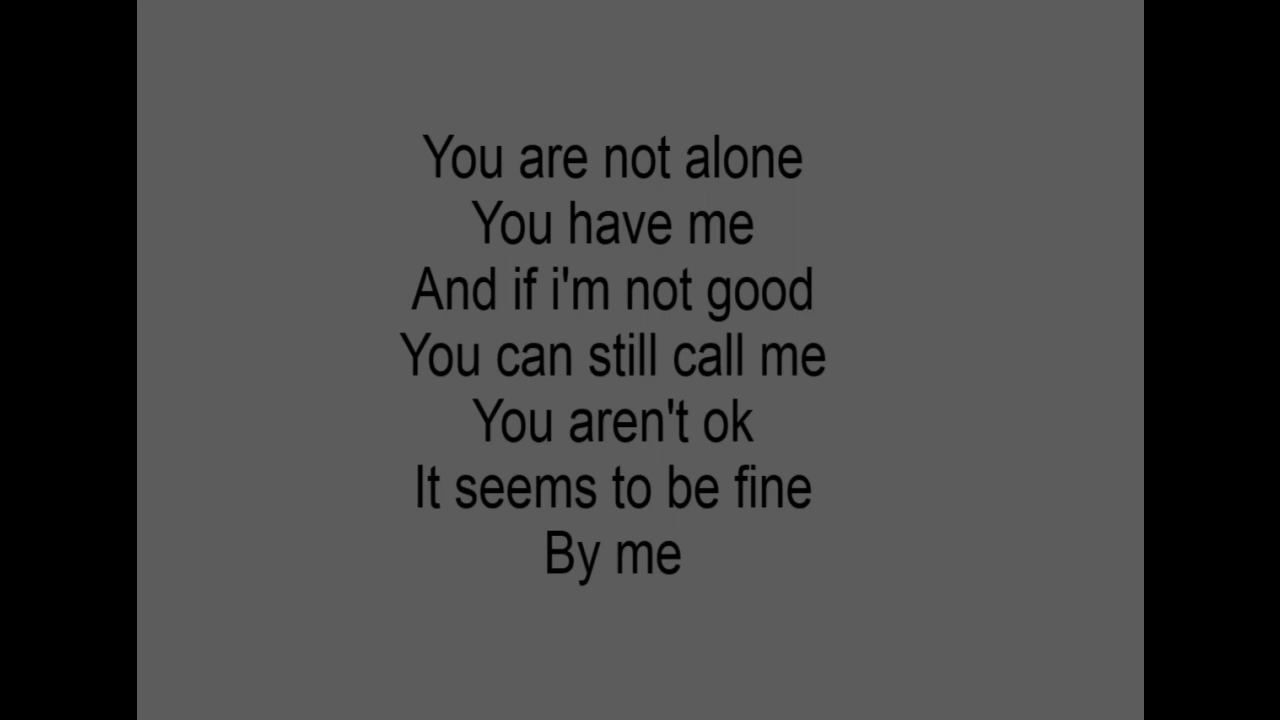 You are not alone
You have me
And if i'm not good
You can still call me
You aren't ok
It seems to be fine
By me